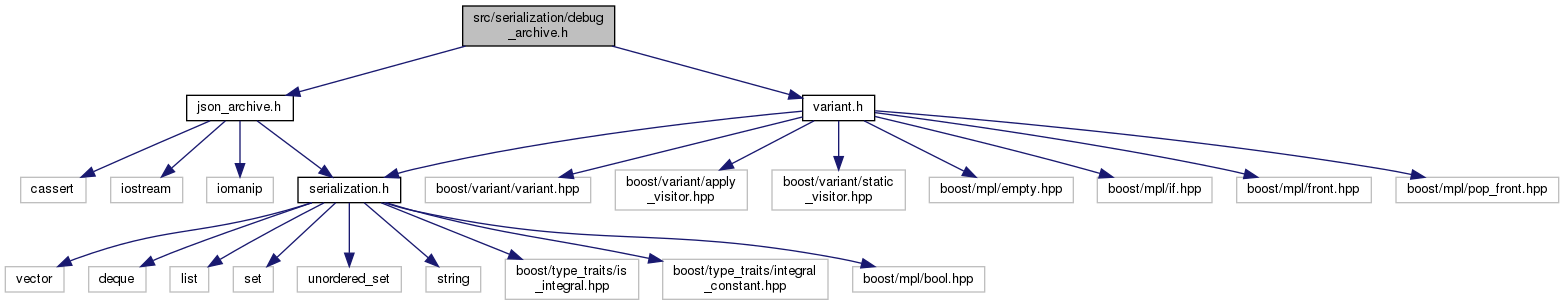 src/serialization/debug
_archive.h
json_archive.h
variant.h
cassert
iostream
iomanip
serialization.h
boost/variant/variant.hpp
boost/variant/apply
_visitor.hpp
boost/variant/static
_visitor.hpp
boost/mpl/empty.hpp
boost/mpl/if.hpp
boost/mpl/front.hpp
boost/mpl/pop_front.hpp
vector
deque
list
set
unordered_set
string
boost/type_traits/is
_integral.hpp
boost/type_traits/integral
_constant.hpp
boost/mpl/bool.hpp